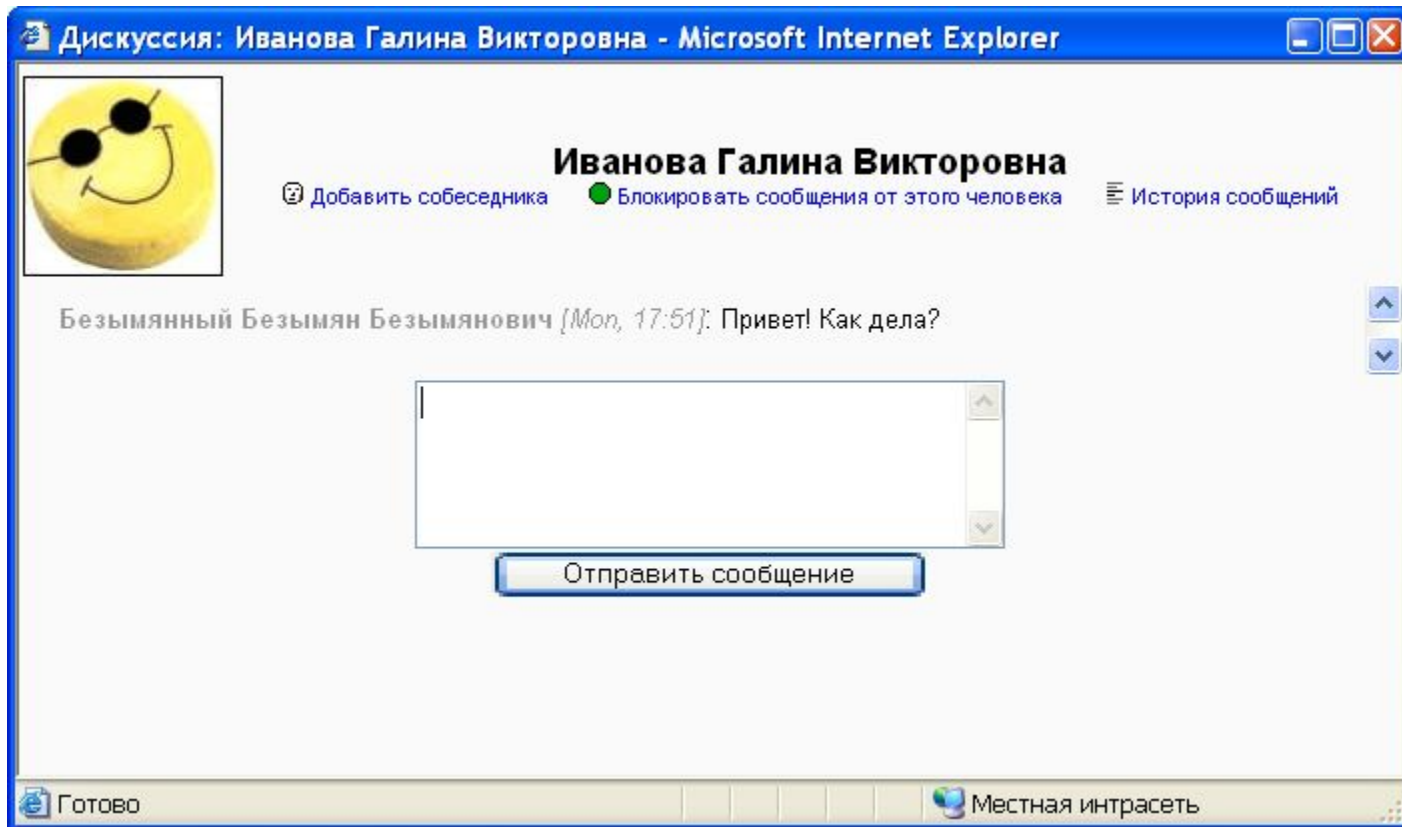 Дискуссия: Иванова Галина Викторовна - Microsoft Internet Explorer
Иванова Галина Викторовна
Добавить собеседника Блокировать сообщения от этого человека История сообщений
Безымянный Безымян Безымянович [Mon, 17:51]: Привет! Как дела?
Отправить сообщение
Готово Местная интрасеть